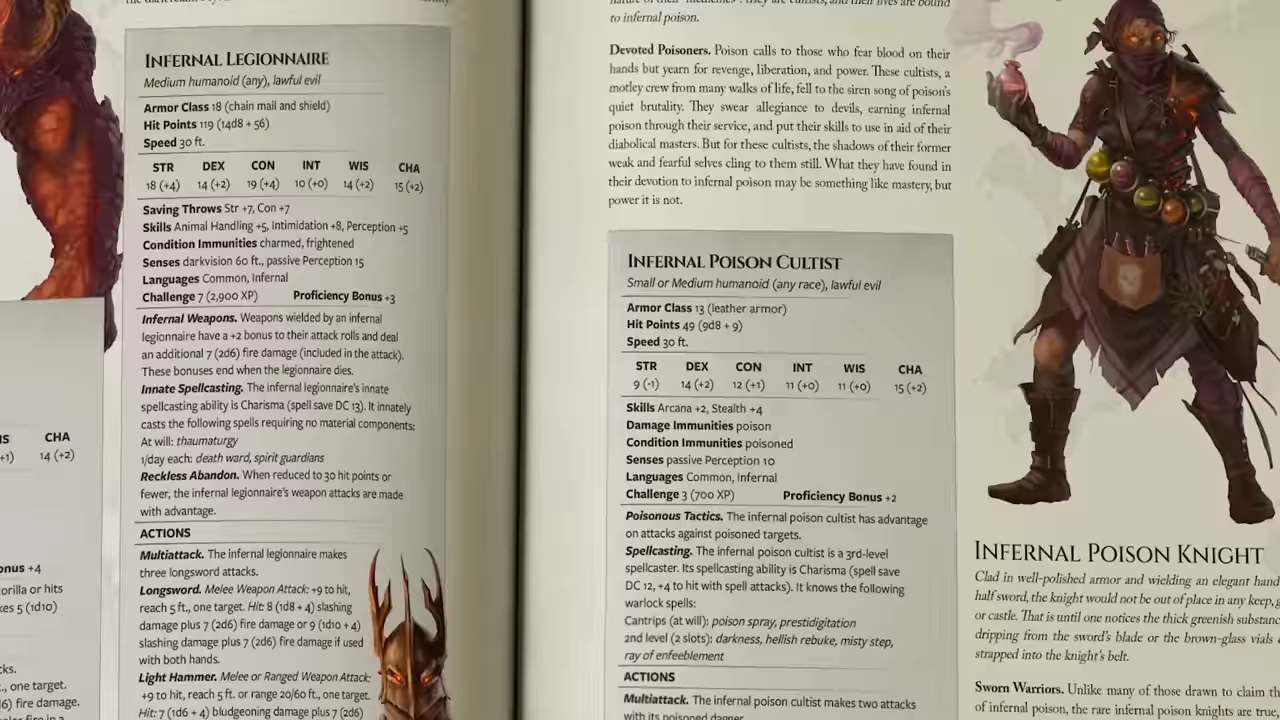 INFERNAL LEGIONNAIRE
Medium humanoid (any), lawful evil
Armor Class 18 (chain mail and shield)
Hit Points 119 (14d8 + 56)
Speed 30 ft.
STR DEX CON INT WIS CHA
18 (+4) 14 (+2) 19 (+4) 10 (+0) 14 (+2) 15 (+2)
Saving Throws Str +7, Con +7
Skills Animal Handling +5, Intimidation +8, Perception +5
Condition Immunities charmed, frightened
Senses darkvision 60 ft., passive Perception 15
Languages Common, Infernal
Challenge 7 (2,900 XP) Proficiency Bonus +3
Infernal Weapons. Weapons wielded by an infernal
legionnaire have a +2 bonus to their attack rolls and deal
an additional 7 (2d6) fire damage (included in the attack).
These bonuses end when the legionnaire dies.
Innate Spellcasting. The infernal legionnaire's innate
spellcasting ability is Charisma (spell save DC 13). It innately
casts the following spells requiring no material components:
At will: thaumaturgy
1/day each: death ward, spirit guardians
Reckless Abandon. When reduced to 30 hit points or
fewer, the infernal legionnaire's weapon attacks are made
with advantage.
ACTIONS
Multiattack. The infernal legionnaire makes
three longsword attacks.
Longsword. Melee Weapon Attack: +9 to hit,
reach 5 ft., one target. Hit: 8 (1d8 + 4) slashing
damage plus 7 (2d6) fire damage or 9 (1d10 + 4)
slashing damage plus 7 (2d6) fire damage if used
with both hands.
Light Hammer. Melee or Ranged Weapon Attack:
+9 to hit, reach 5 ft. or range 20/60 ft., one target.
Hit: 7 (1d6 + 4) bludgeoning damage plus 7 (2d6)
CHA
+1) 14 (+2)
onus +4
orilla or hits
kes 5 (1d10)
ks.
., one target.
6) fire damage.
to infernal poison.
Devoted Poisoners. Poison calls to those who fear blood on their
hands but yearn for revenge, liberation, and power. These cultists, a
motley crew from many walks of life, fell to the siren song of poison's
quiet brutality. They swear allegiance to devils, earning infernal
poison through their service, and put their skills to use in aid of their
diabolical masters. But for these cultists, the shadows of their former
weak and fearful selves cling to them still. What they have found in
their devotion to infernal poison may be something like mastery, but
power it is not.
INFERNAL POISON CULTIST
Small or Medium humanoid (any race), lawful evil
Armor Class 13 (leather armor)
Hit Points 49 (9d8 + 9)
Speed 30 ft.
STR DEX CON INT WIS CHA
9 (-1) 14 (+2) 12 (+1) 11 (+0) 11 (+0) 15 (+2)
Skills Arcana +2, Stealth +4
Damage Immunities poison
Condition Immunities poisoned
Senses passive Perception 10
Languages Common, Infernal
Challenge 3 (700 XP) Proficiency Bonus +2
Poisonous Tactics. The infernal poison cultist has advantage
on attacks against poisoned targets.
Spellcasting. The infernal poison cultist is a 3rd-level
spellcaster. Its spellcasting ability is Charisma (spell save
DC 12, +4 to hit with spell attacks). It knows the following
warlock spells:
Cantrips (at will): poison spray, prestidigitation
2nd level (2 slots): darkness, hellish rebuke, misty step,
ray of enfeeblement
ACTIONS
Multiattack. The infernal poison cultist makes two attacks
with its poisoned dagger.
INFERNAL POISON KNIGHT
Clad in well-polished armor and wielding an elegant hand
half sword, the knight would not be out of place in any keep,
or castle. That is until one notices the thick greenish substanc
dripping from the sword's blade or the brown-glass vials
strapped into the knight's belt.
Sworn Warriors. Unlike many of those drawn to claim th
of infernal poison, the rare infernal poison knights are true,